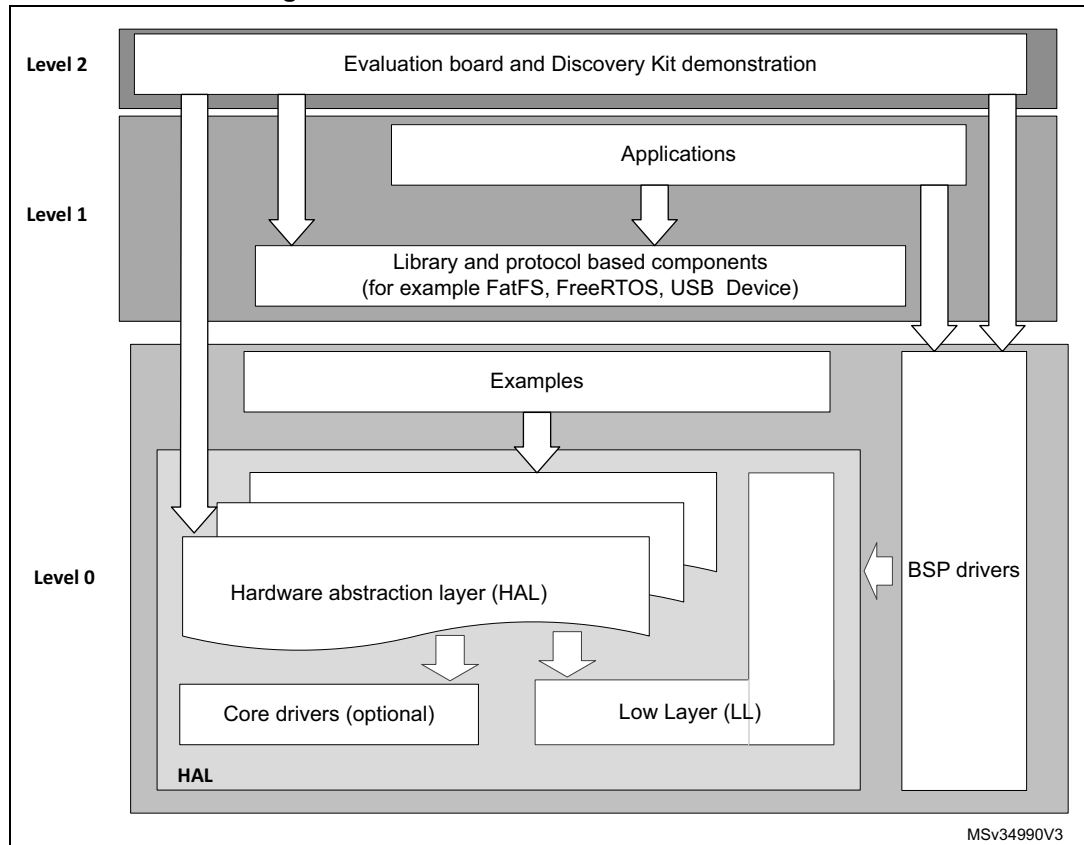 Level 2
Evaluation board and Discovery Kit demonstration
Level 1
Applications
Library and protocol based components
(for example FatFS, FreeRTOS, USB Device)
Level 0
Examples
Hardware abstraction layer (HAL)
BSP drivers
Core drivers (optional)
Low Layer (LL)
HAL
MSv34990V3